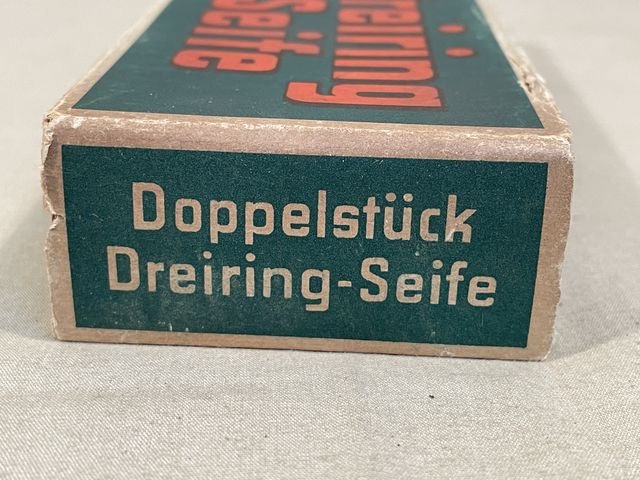 Dreiring
Seife
Doppelstück
Dreiring-Seife